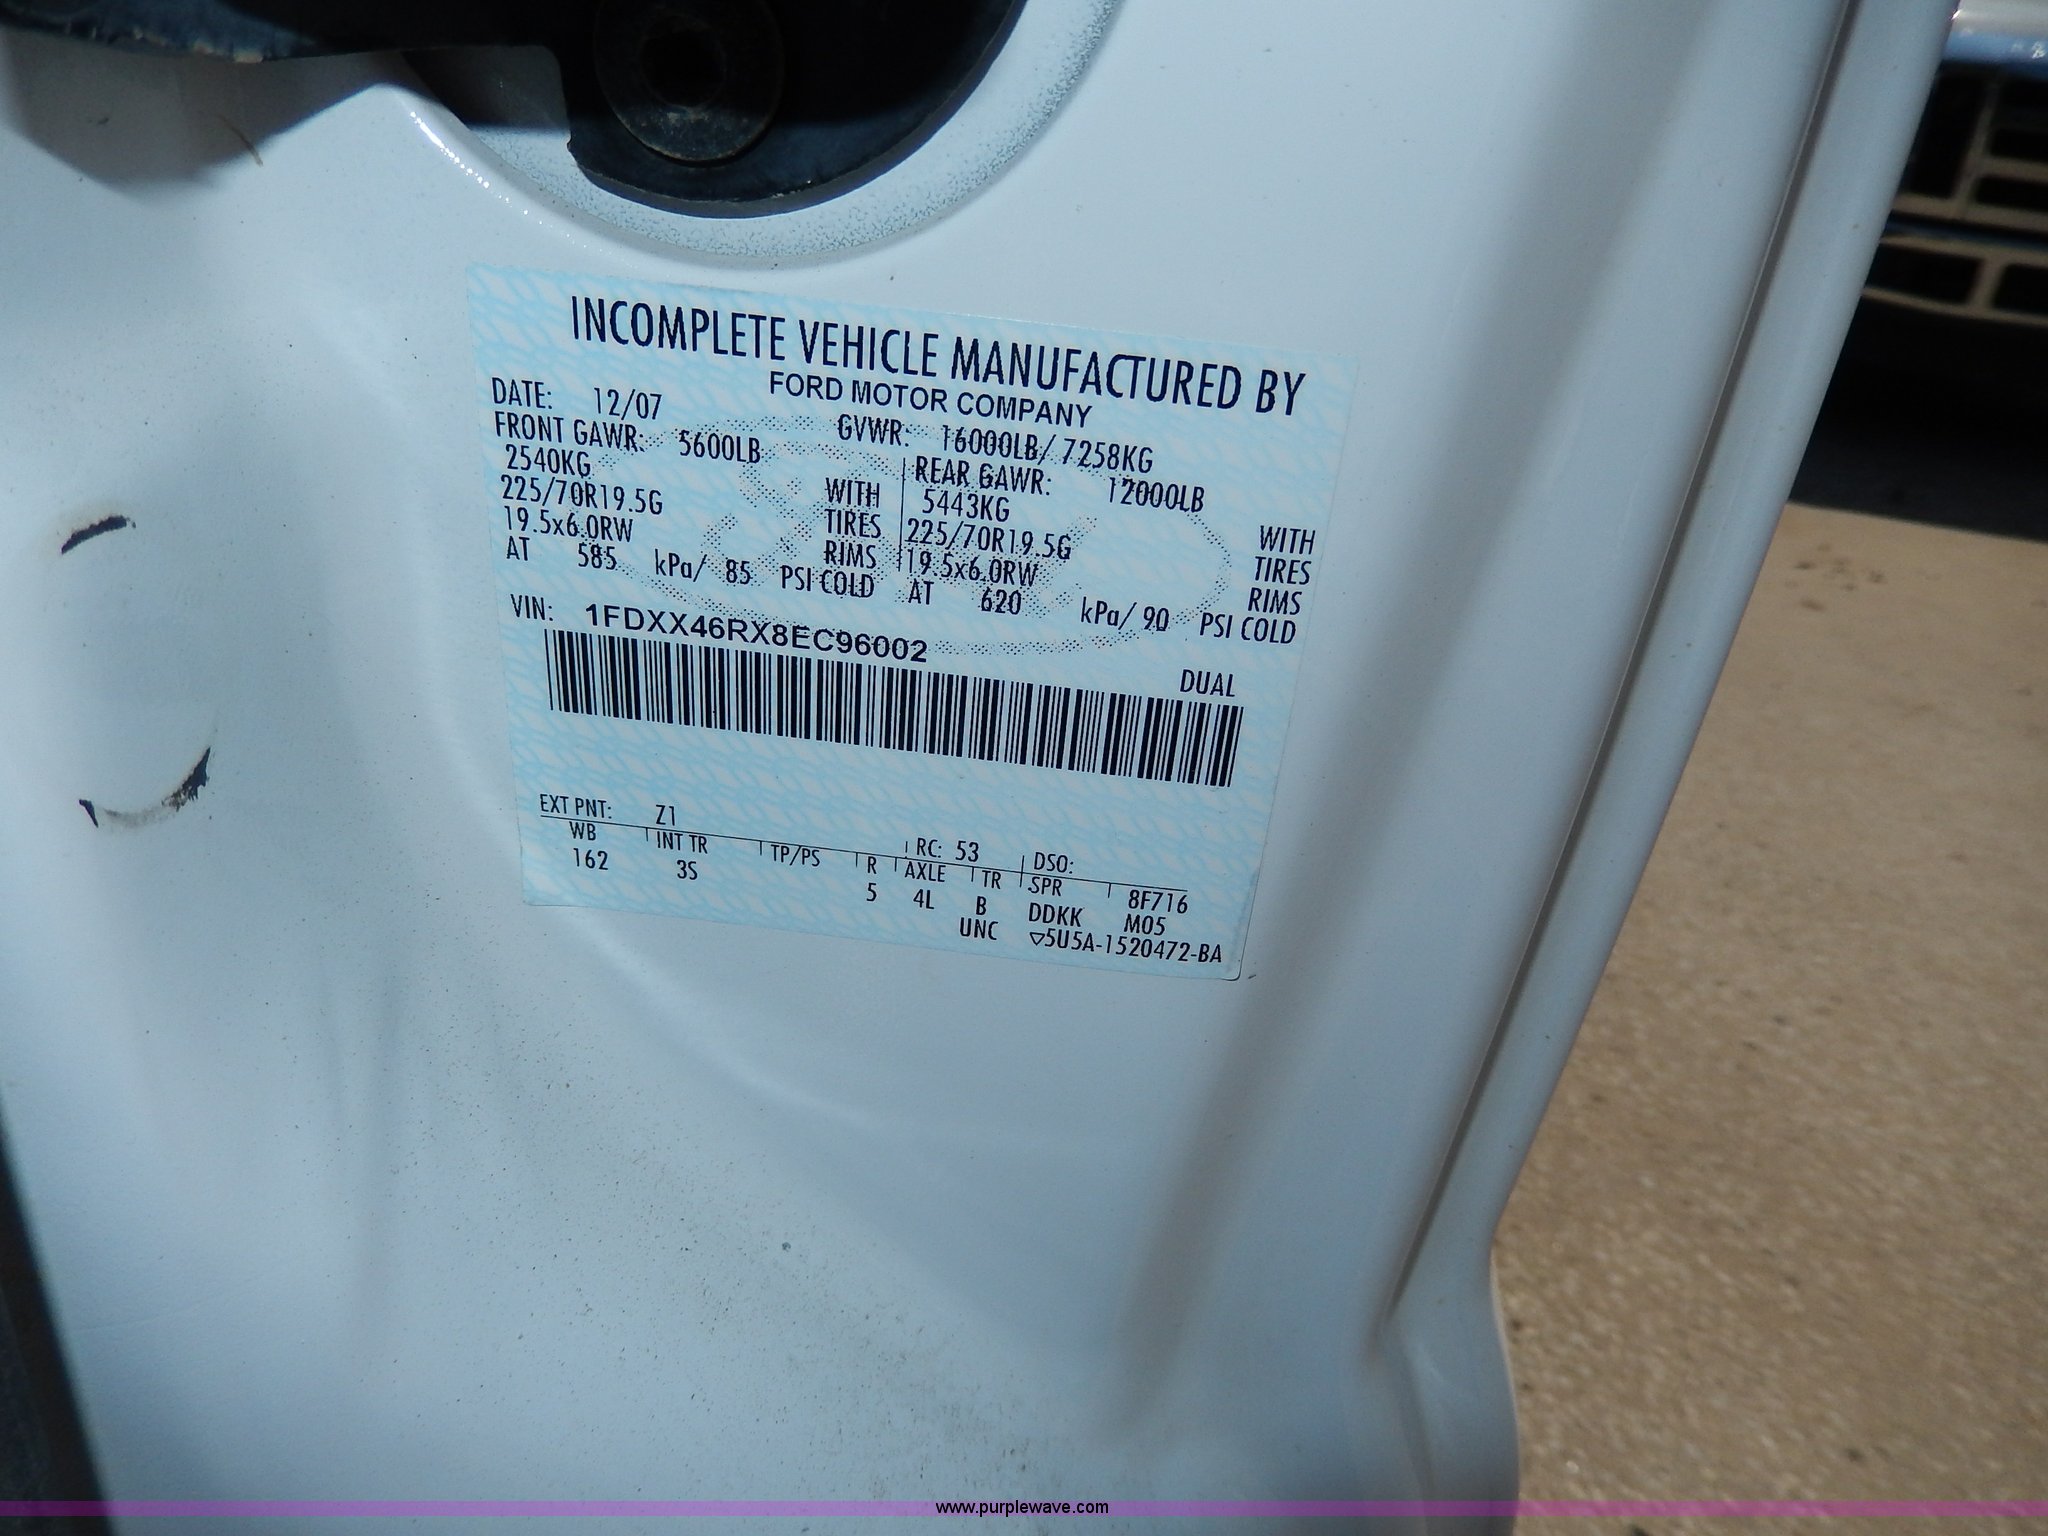 INCOMPLETE VEHICLE MANUFACTURED BY
FORD MOTOR COMPANY
DATE: 12/07 GVWR: 16000LB/ 7258KG
FRONT GAWR: 5600LB REAR GAWR: 12000LB
2540KG WITH 5443KG WITH
225/70R19.5G TIRES 225/70R19.5G TIRES
19.5x6.0RW RIMS 19.5x6.0RW RIMS
AT 585 kPa/ 85 PSI COLD AT 620 kPa/ 90 PSI COLD
VIN: 1FDXX46RX8EC96002
DUAL
EXT PNT: Z1 RC: 53 DSO:
WB INT TR TP/PS R AXLE TR SPR 8F716
162 3S 5 4L B DDKK M05
UNC ▽5U5A-1520472-BA
www.purplewave.com